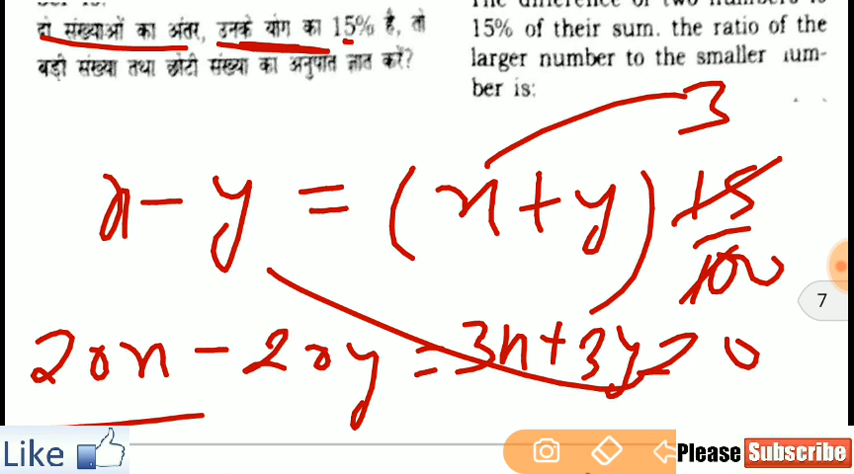 दो संख्याओं का अंतर, उनके योग का 15% है, तो
बड़ी संख्या तथा छोटी संख्या का अनुपात ज्ञात करें?
15% of their sum. the ratio of the
larger number to the smaller num-
ber is:
3
x - y = (x + y) 15/100
20
20x - 20y = 3x + 3y
7
Like
Please Subscribe